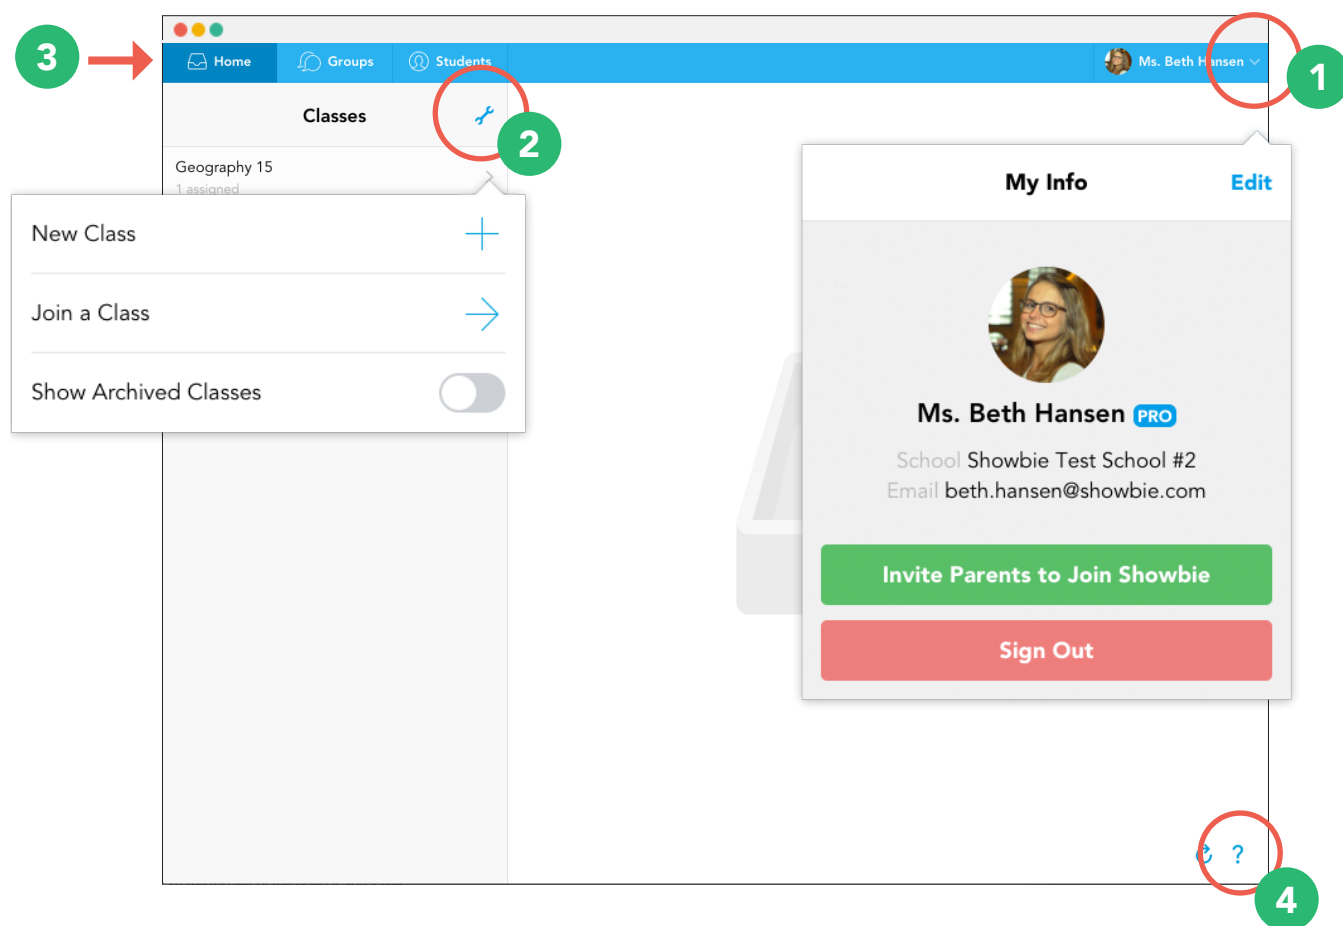 3
Home
Groups
Students
Ms. Beth Hansen
1
Classes
2
Geography 15
1 assigned
New Class
Join a Class
Show Archived Classes
My Info
Edit
Ms. Beth Hansen PRO
School Showbie Test School #2
Email beth.hansen@showbie.com
Invite Parents to Join Showbie
Sign Out
?
4